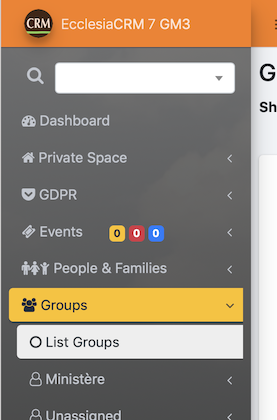 CRM EcclesiaCRM 7 GM3
G
Sh
Dashboard
Private Space
GDPR
Events 0 0 0
People & Families
Groups
List Groups
Ministère
Unassigned